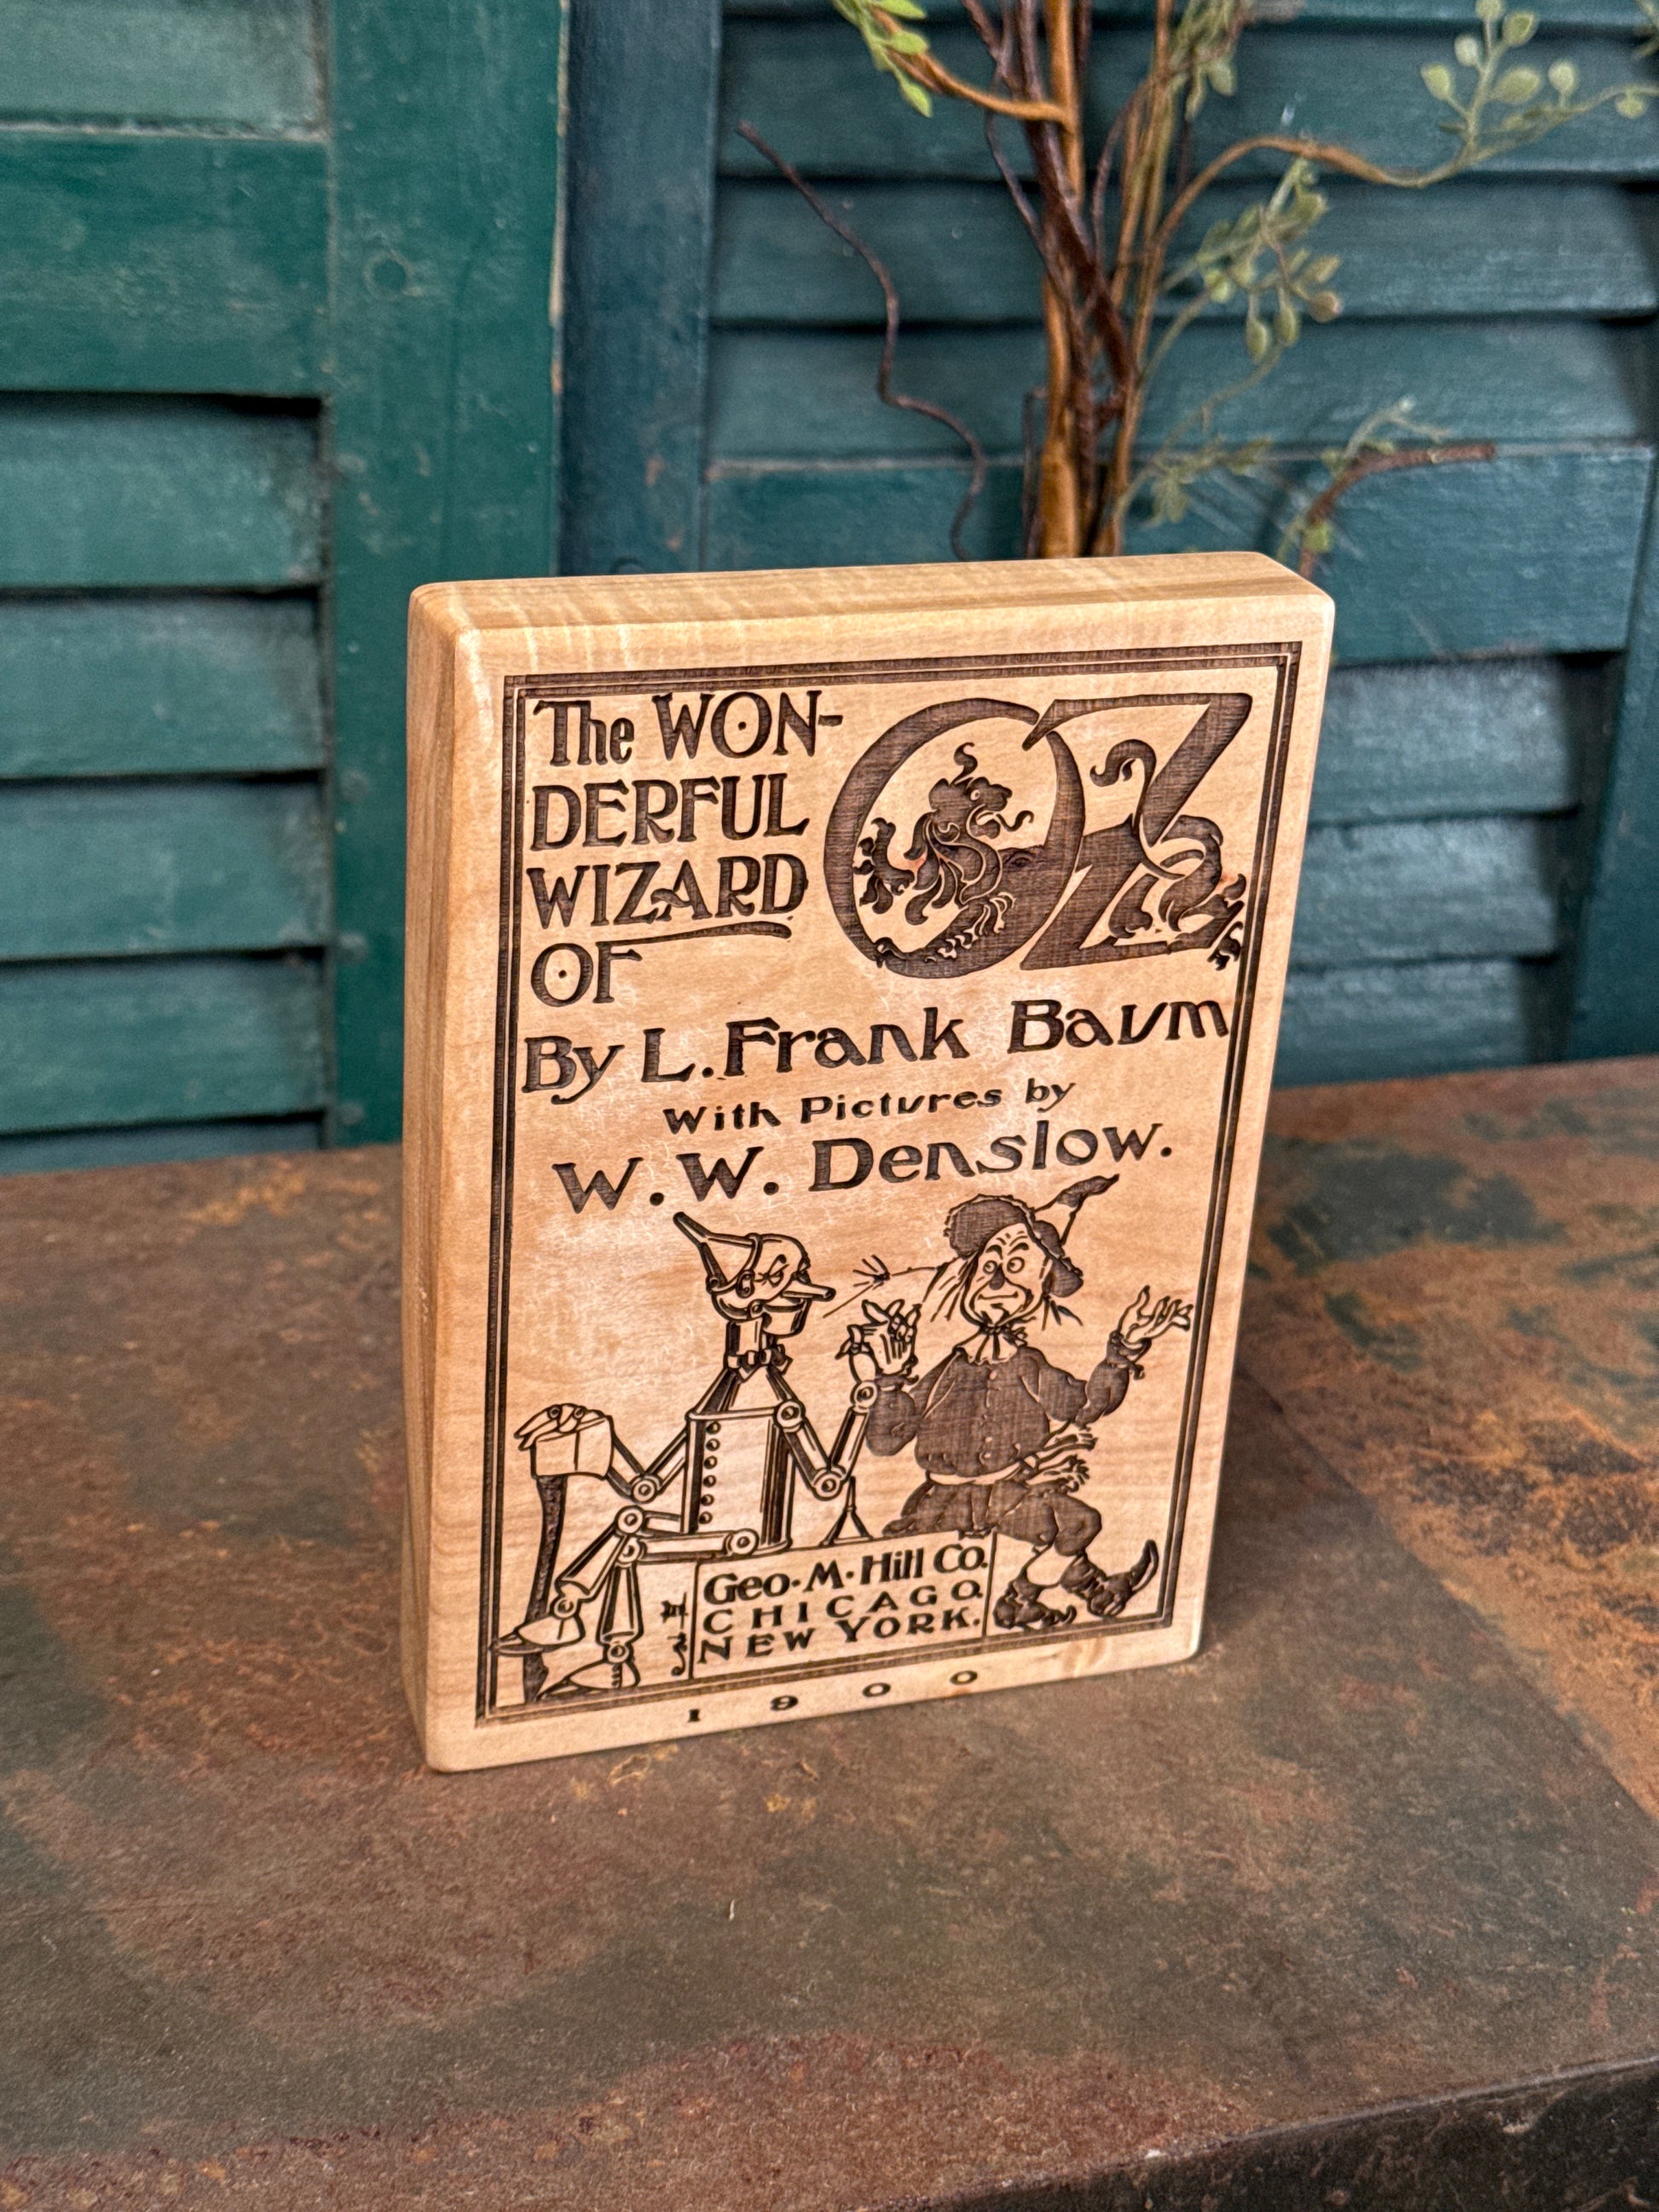 The WON-
DERFUL
WIZARD
OF
OZ
By L. Frank Baum
With Pictures by
W. W. Denslow.
Geo. M. Hill Co.
CHICAGO.
NEW YORK.
1900